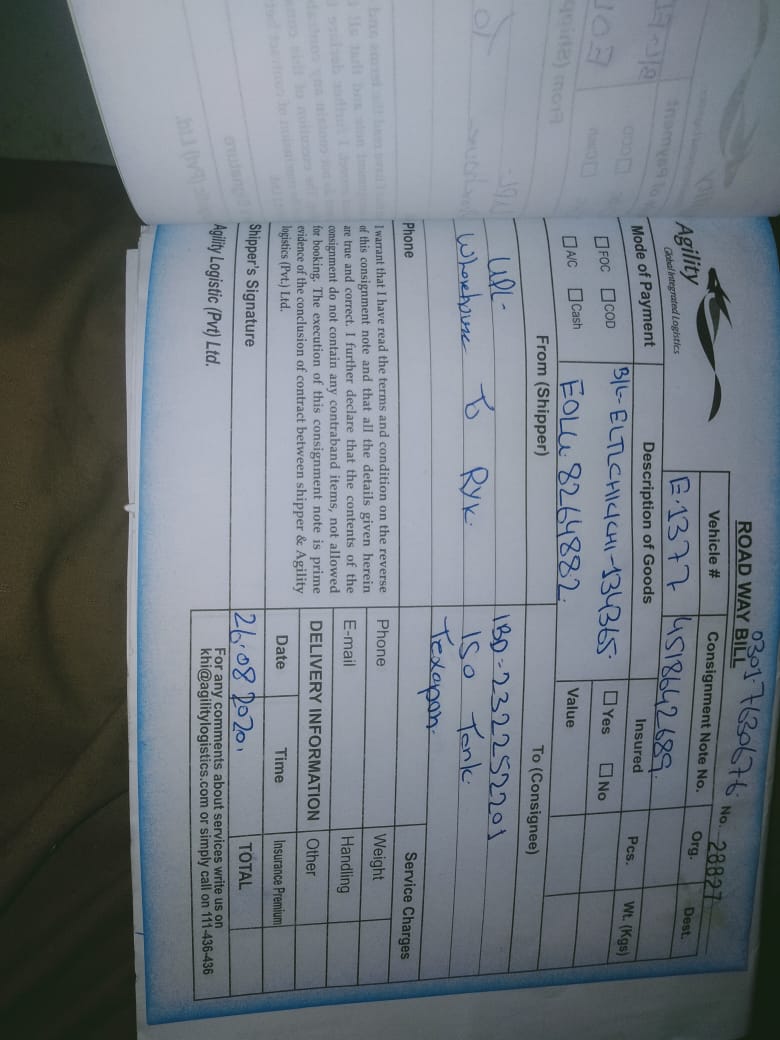 0301-7630676
ROAD WAY BILL
No. 28827
Agility
Global Integrated Logistics
Vehicle #
Consignment Note No.
Org.
Dest.
E-1377
4518642689
Mode of Payment
Description of Goods
Insured
Pcs.
Wt. (Kgs)
FOC
COD
B/L- ELTLCHICICHI-134365
Yes
No
A/C
Cash
EOLU 8264882
Value
From (Shipper)
To (Consignee)
UPL-
IBD-232252201
Wherehouse To Ryk.
ISO Tank
Texapon
Phone
Service Charges
I warrant that I have read the terms and condition on the reverse
of this consignment note and that all the details given herein
are true and correct. I further declare that the contents of the
consignment do not contain any contraband items, not allowed
for booking. The execution of this consignment note is prime
evidence of the conclusion of contract between shipper & Agility
logistics (Pvt.) Ltd.
Phone
Weight
E-mail
Handling
DELIVERY INFORMATION
Other
Date
Time
Insurance Premium
Shipper's Signature
26.08 2020.
TOTAL
Agility Logistic (Pvt) Ltd.
For any comments about services write us on
khi@agilitylogistics.com or simply call on 111-436-436